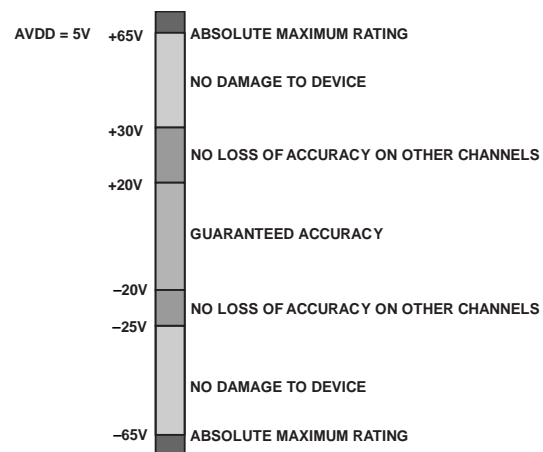 AVDD = 5V +65V ABSOLUTE MAXIMUM RATING
NO DAMAGE TO DEVICE
+30V
NO LOSS OF ACCURACY ON OTHER CHANNELS
+20V
GUARANTEED ACCURACY
–20V
NO LOSS OF ACCURACY ON OTHER CHANNELS
–25V
NO DAMAGE TO DEVICE
–65V ABSOLUTE MAXIMUM RATING